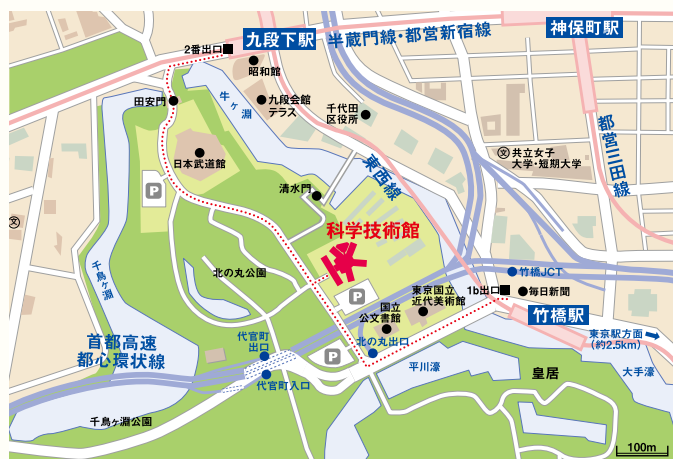 九段下駅
半蔵門線・都営新宿線
神保町駅
2番出口
昭和館
牛ヶ淵
九段会館
テラス
田安門
千代田
区役所
都営三田線
共立女子
大学・短期大学
文
日本武道館
東西線
P
清水門
文
科学技術館
千鳥ヶ淵
北の丸公園
竹橋JCT
1b出口
毎日新聞
P
東京国立
近代美術館
国立
公文書館
竹橋駅
首都高速
都心環状線
代官町
出口
北の丸出口
P
東京駅方面
(約2.5km)
代官町入口
平川濠
皇居
大手濠
千鳥ヶ淵公園
100m